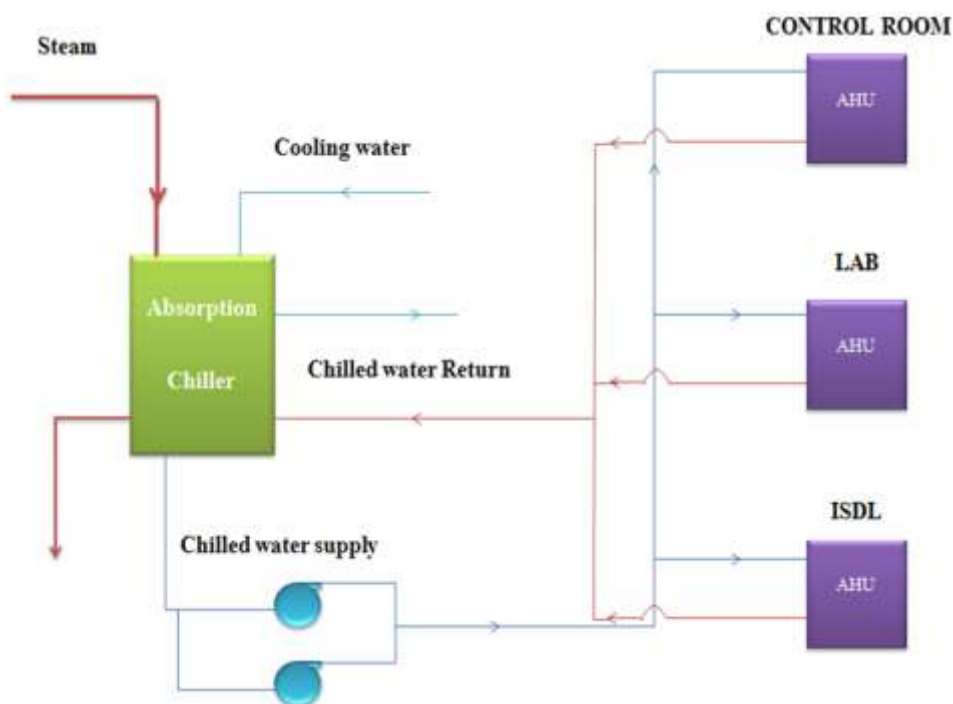 CONTROL ROOM
Steam
AHU
Cooling water
LAB
Absorption
Chiller
AHU
Chilled water Return
ISDL
Chilled water supply
AHU